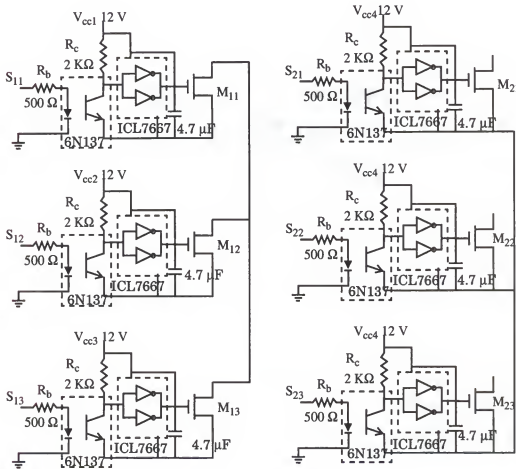 Vcc1 12 V
Rc
2 KΩ
S11
Rb
500 Ω
M11
ICL7667
4.7 μF
6N137
Vcc4 12 V
Rc
2 KΩ
S21
Rb
500 Ω
M2
ICL7667
4.7 μF
6N137
Vcc2 12 V
Rc
2 KΩ
S12
Rb
500 Ω
M12
ICL7667
4.7 μF
6N137
Vcc4 12 V
Rc
2 KΩ
S22
Rb
500 Ω
M22
ICL7667
4.7 μF
6N137
Vcc3 12 V
Rc
2 KΩ
S13
Rb
500 Ω
M13
ICL7667
4.7 μF
6N137
Vcc4 12 V
Rc
2 KΩ
S23
Rb
500 Ω
M23
ICL7667
4.7 μF
6N137